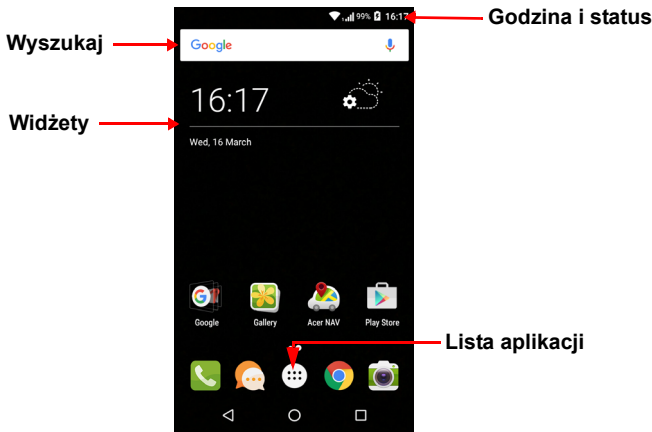 99% 16:17
Godzina i status
Wyszukaj
Google
16:17
Widżety
Wed, 16 March
Google Gallery Acer NAV Play Store
Lista aplikacji